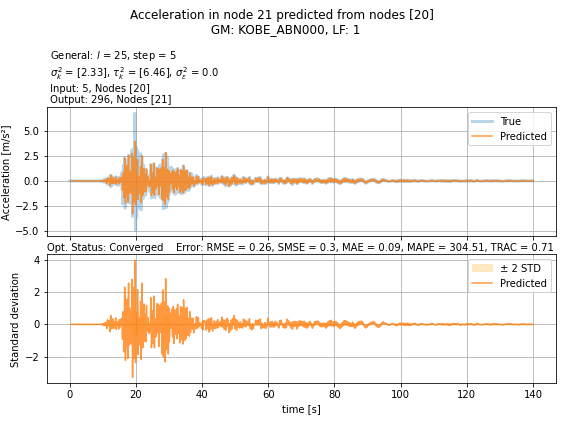 Acceleration in node 21 predicted from nodes [20]
GM: KOBE_ABN000, LF: 1
General: l = 25, step = 5
σ²ₖ = [2.33], τ²ₖ = [6.46], σ²ε = 0.0
Input: 5, Nodes [20]
Output: 296, Nodes [21]
True
Predicted
5.0
2.5
0.0
−2.5
−5.0
Acceleration [m/s²]
Opt. Status: Converged    Error: RMSE = 0.26, SMSE = 0.3, MAE = 0.09, MAPE = 304.51, TRAC = 0.71
± 2 STD
Predicted
4
2
0
−2
Standard deviation
0 20 40 60 80 100 120 140
time [s]